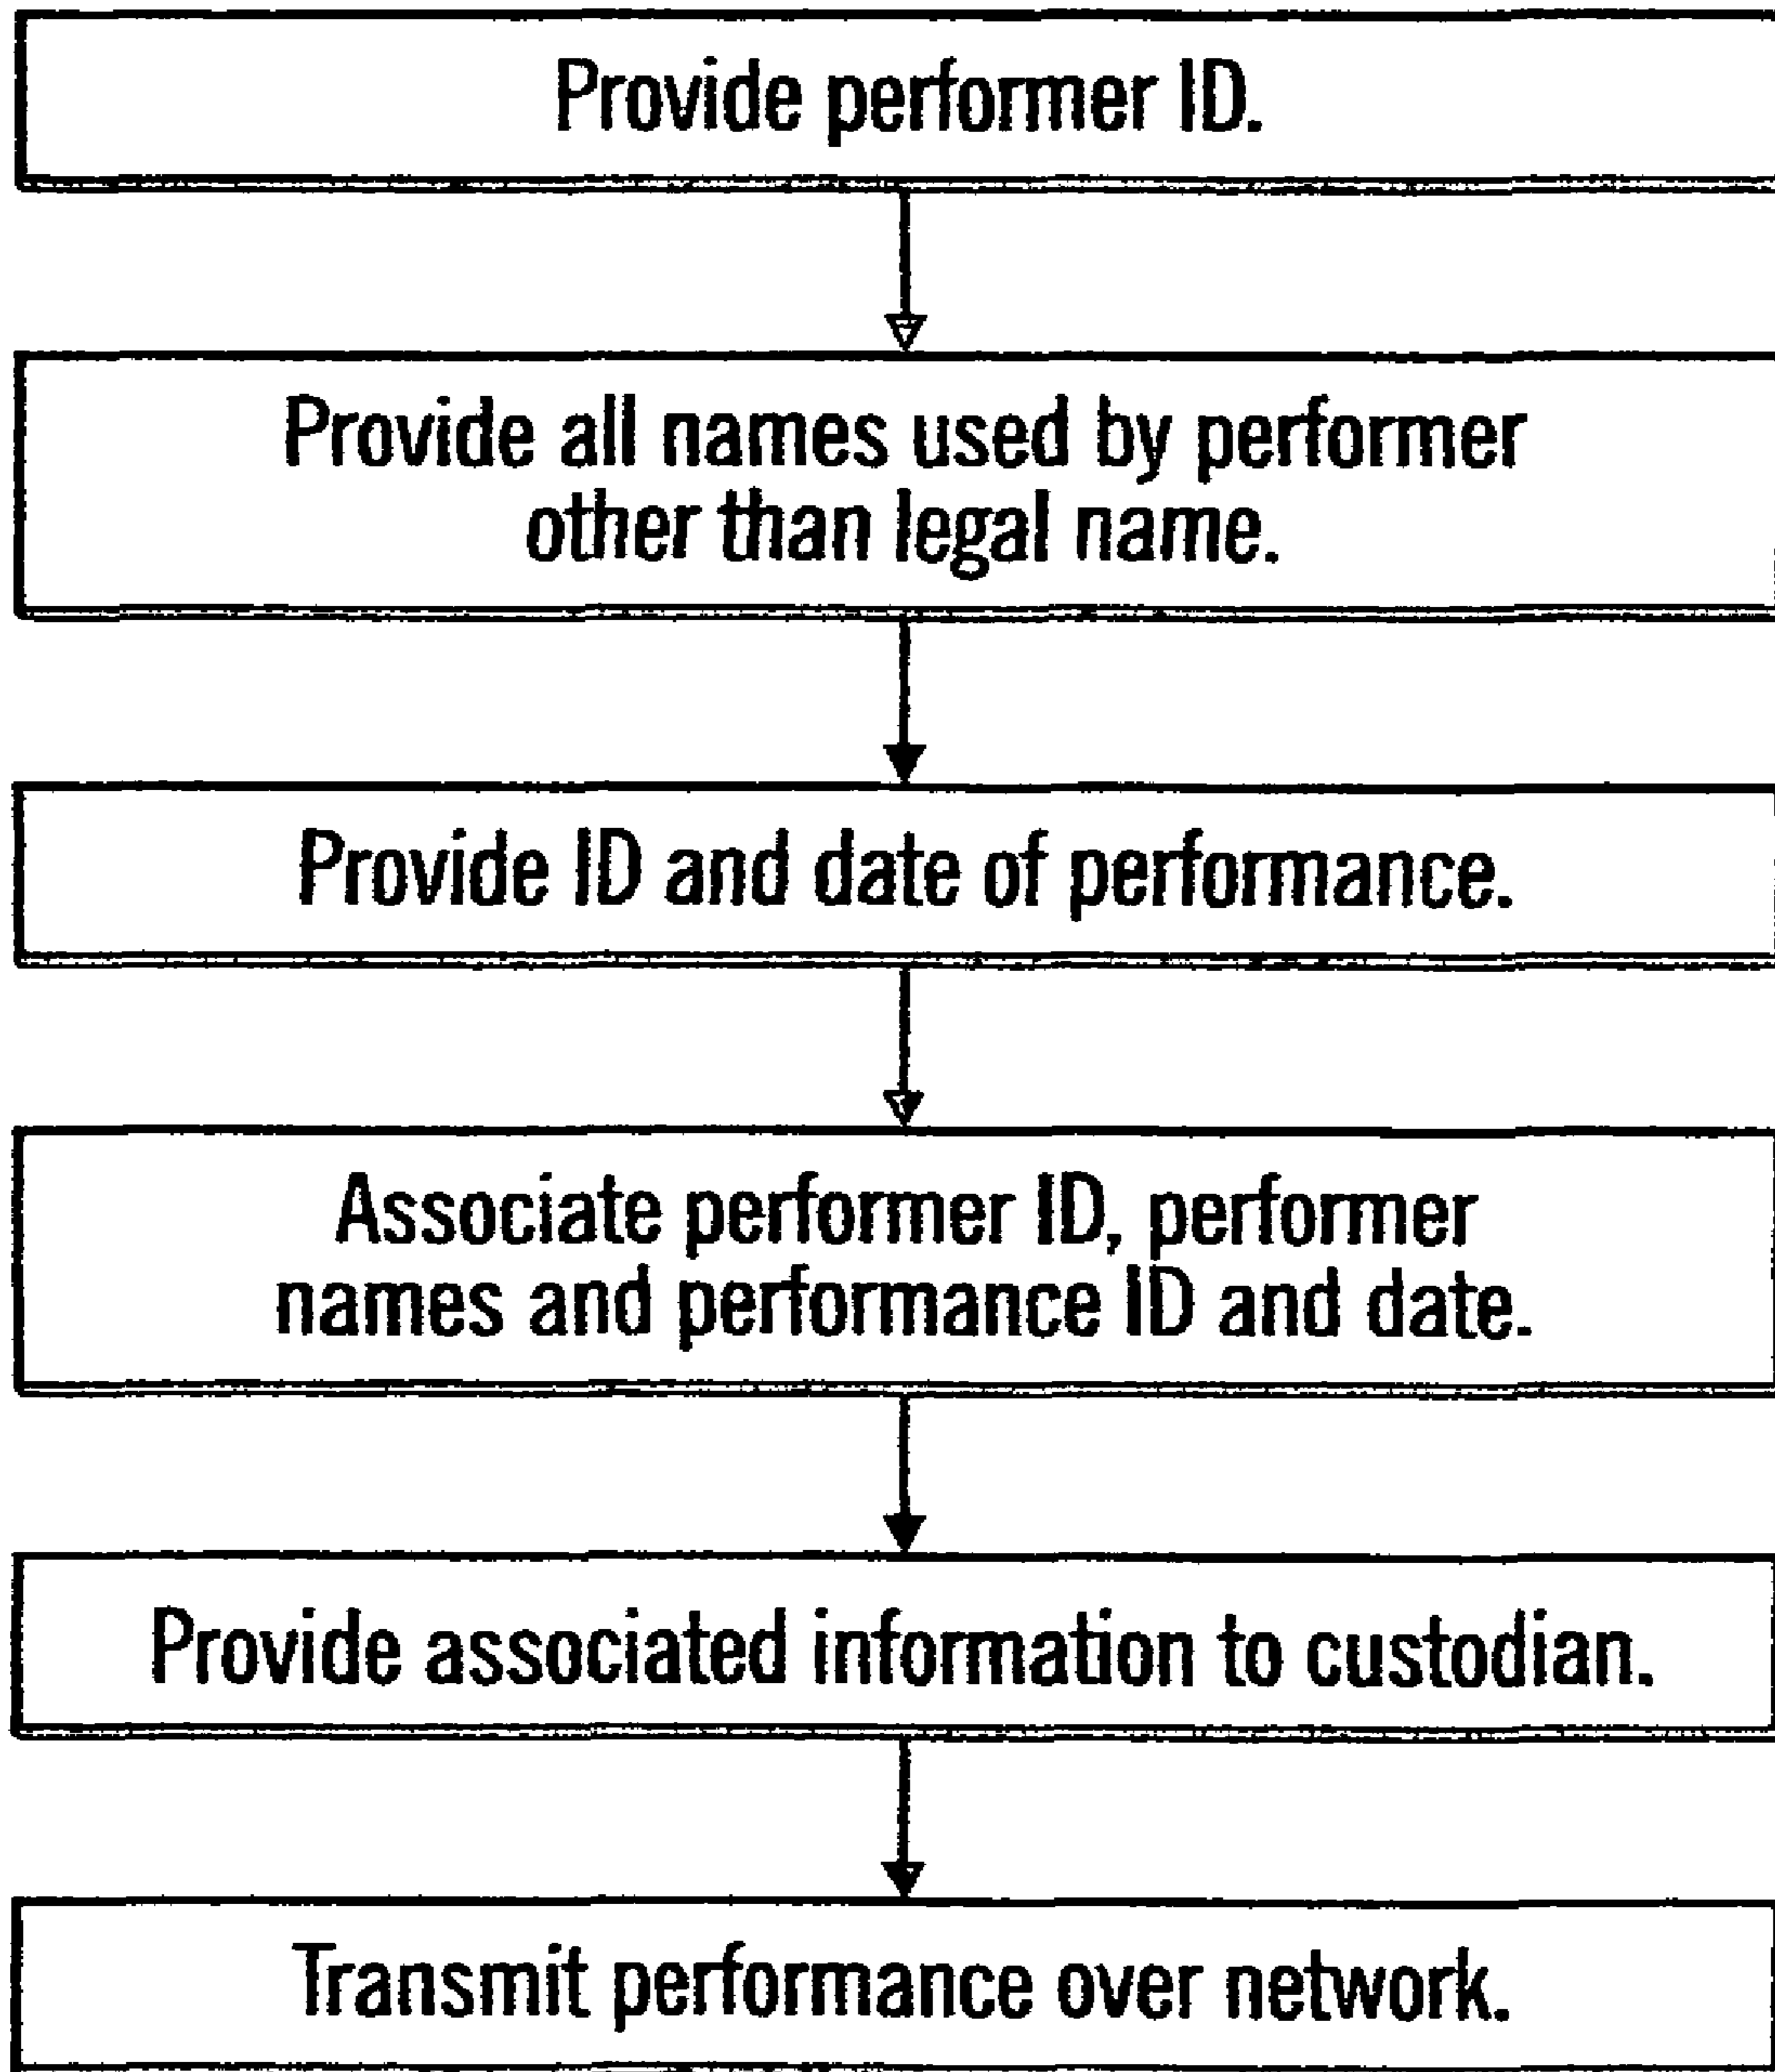 Provide performer ID.
Provide all names used by performer
other than legal name.
Provide ID and date of performance.
Associate performer ID, performer
names and performance ID and date.
Provide associated information to custodian.
Transmit performance over network.